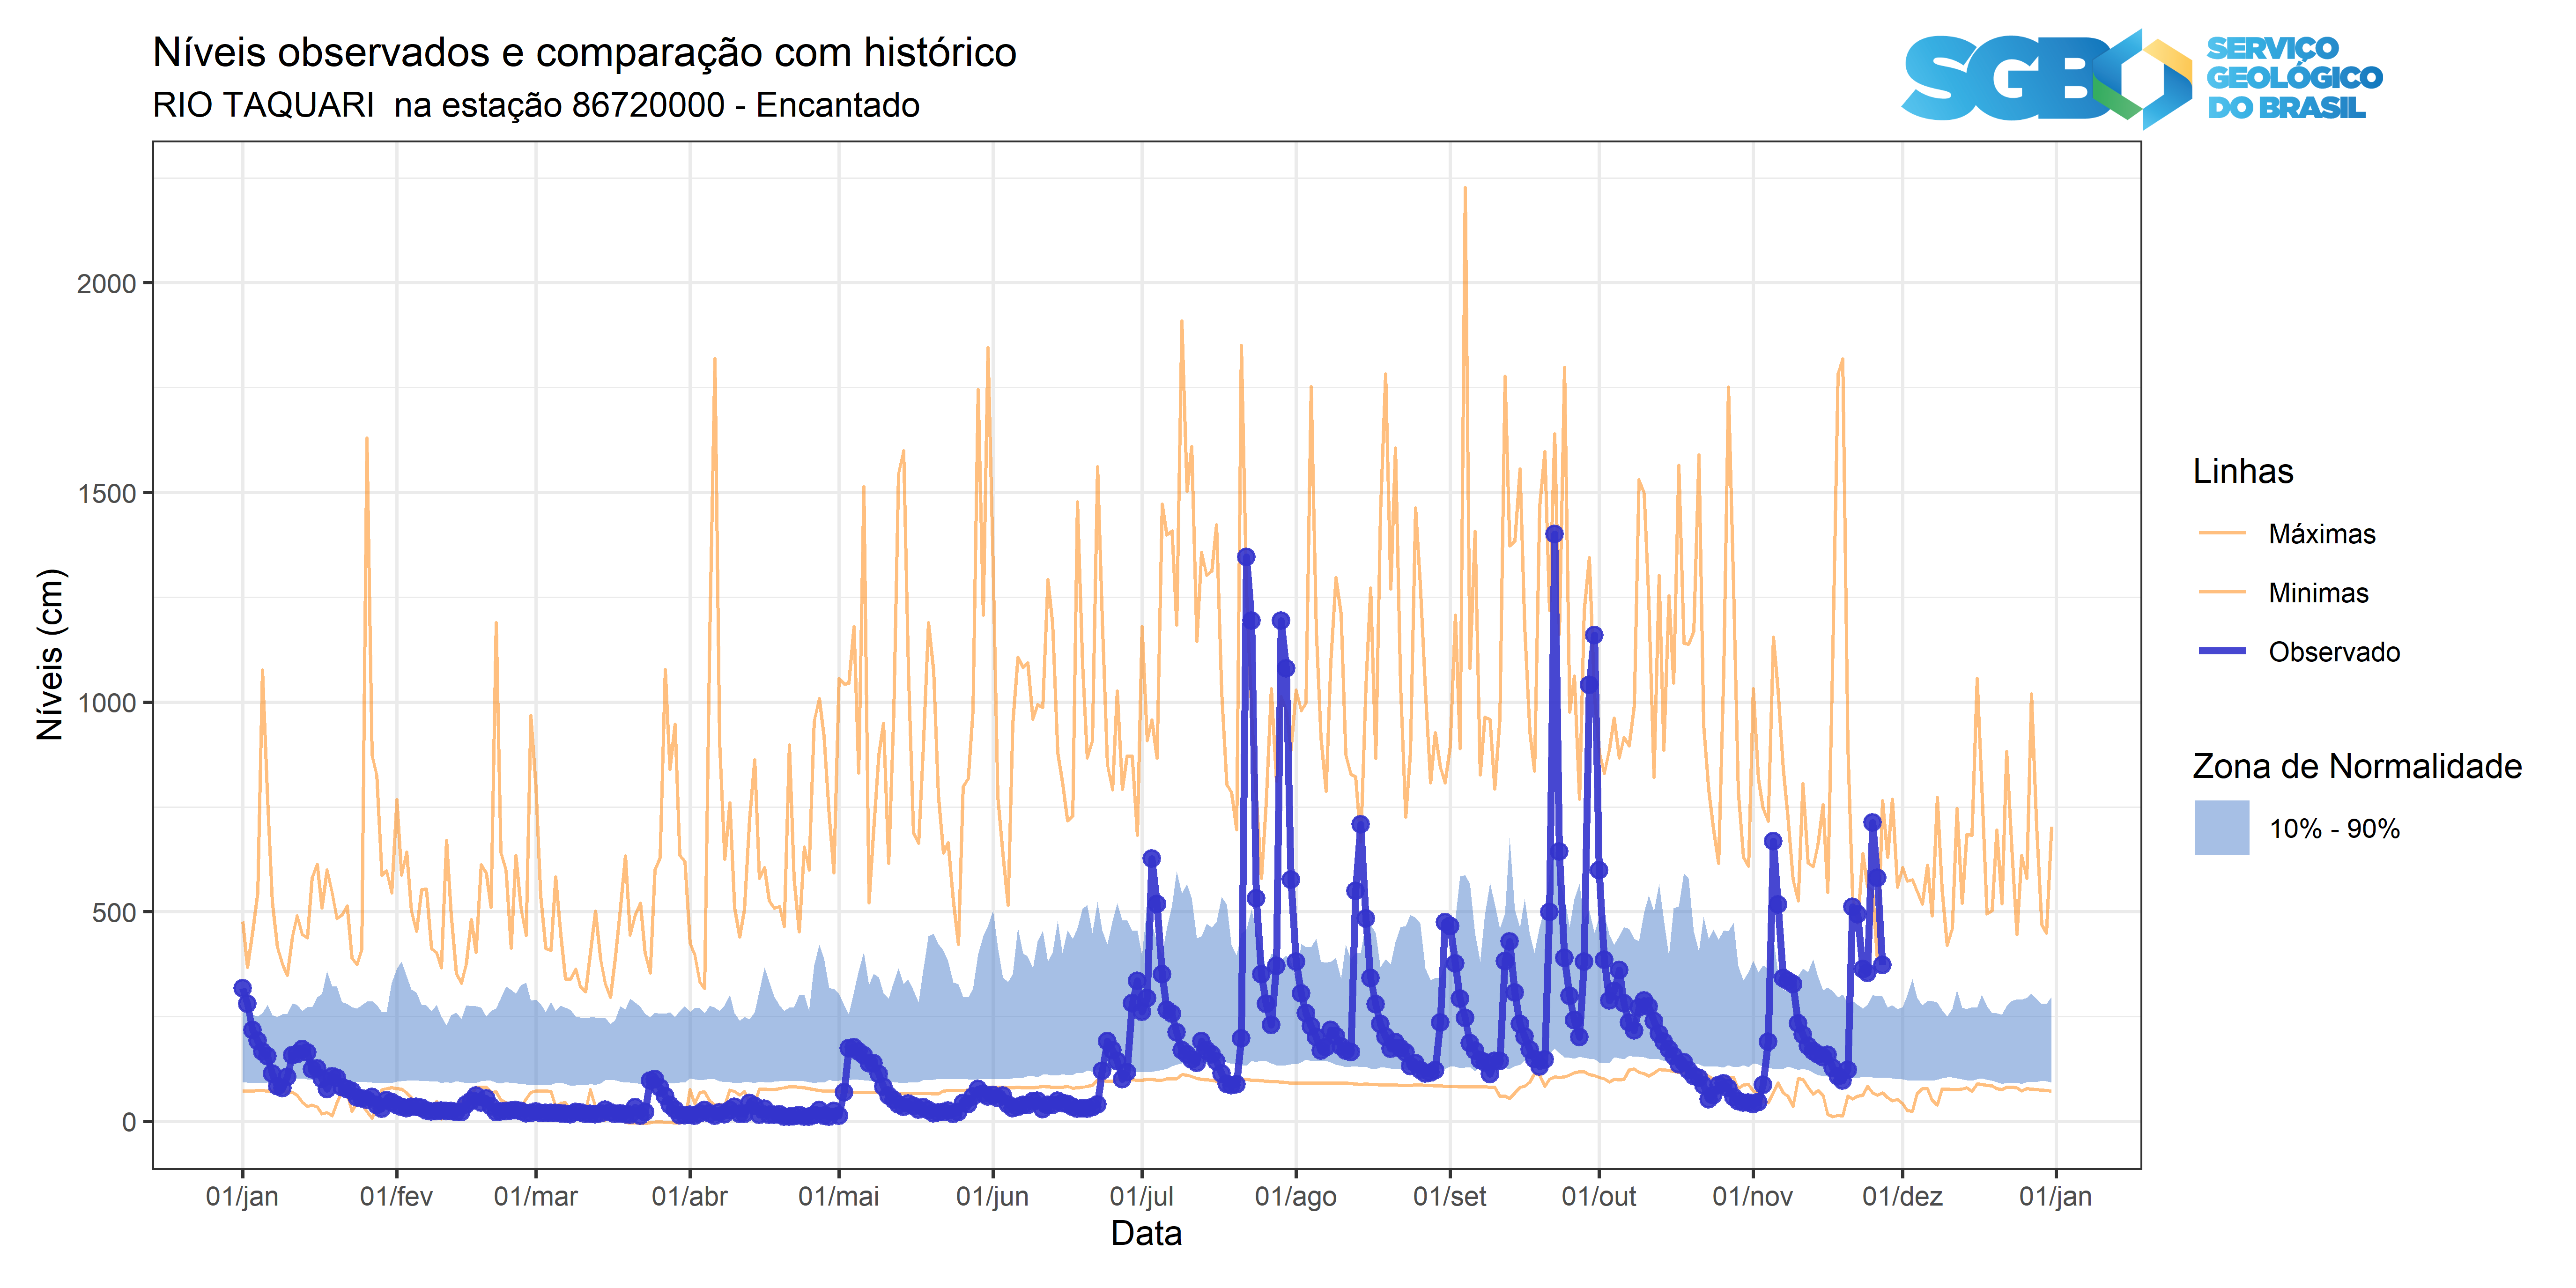 Níveis observados e comparação com histórico
RIO TAQUARI  na estação 86720000 - Encantado
SGB
SERVIÇO
GEOLÓGICO
DO BRASIL
Níveis (cm)
2000
1500
1000
500
0
01/jan
01/fev
01/mar
01/abr
01/mai
01/jun
01/jul
01/ago
01/set
01/out
01/nov
01/dez
01/jan
Data
Linhas
Máximas
Minimas
Observado
Zona de Normalidade
10% - 90%